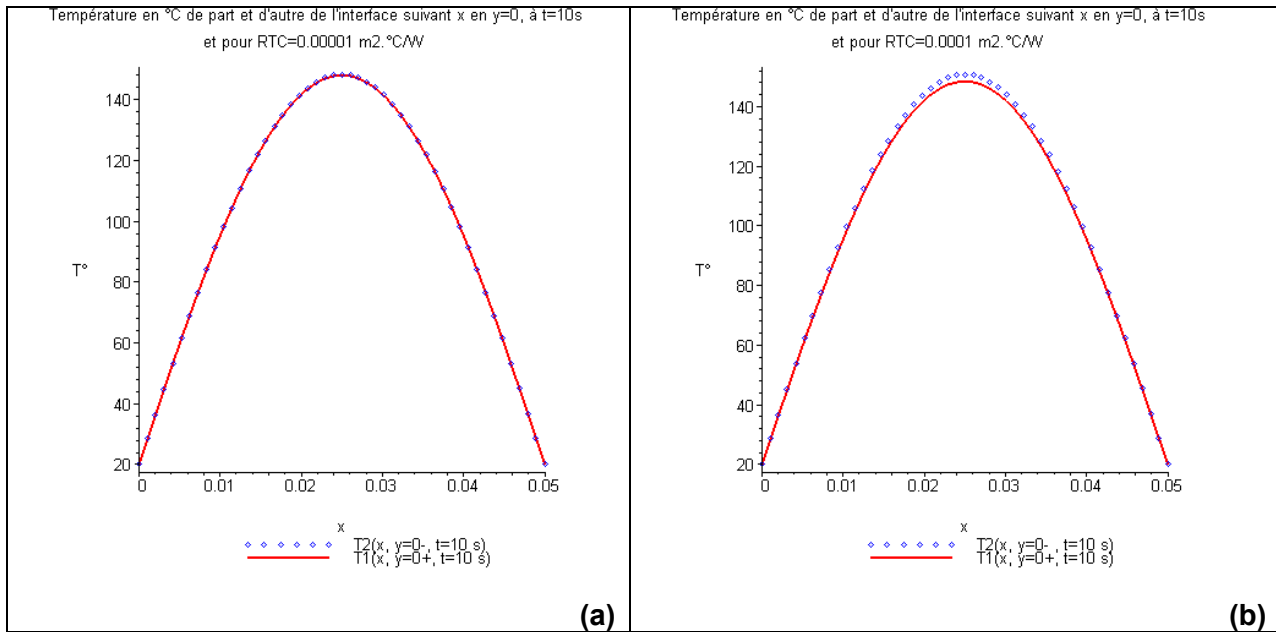 Température en °C de part et d'autre de l'interface suivant x en y=0, à t=10s
et pour RTC=0.00001 m2.°C/W
140
120
100
80
T°
60
40
20
0
0.01
0.02
0.03
0.04
0.05
x
T2(x, y=0-, t=10 s)
T1(x, y=0+, t=10 s)
(a)
Température en °C de part et d'autre de l'interface suivant x en y=0, à t=10s
et pour RTC=0.0001 m2.°C/W
140
120
100
80
T°
60
40
20
0
0.01
0.02
0.03
0.04
0.05
x
T2(x, y=0-, t=10 s)
T1(x, y=0+, t=10 s)
(b)